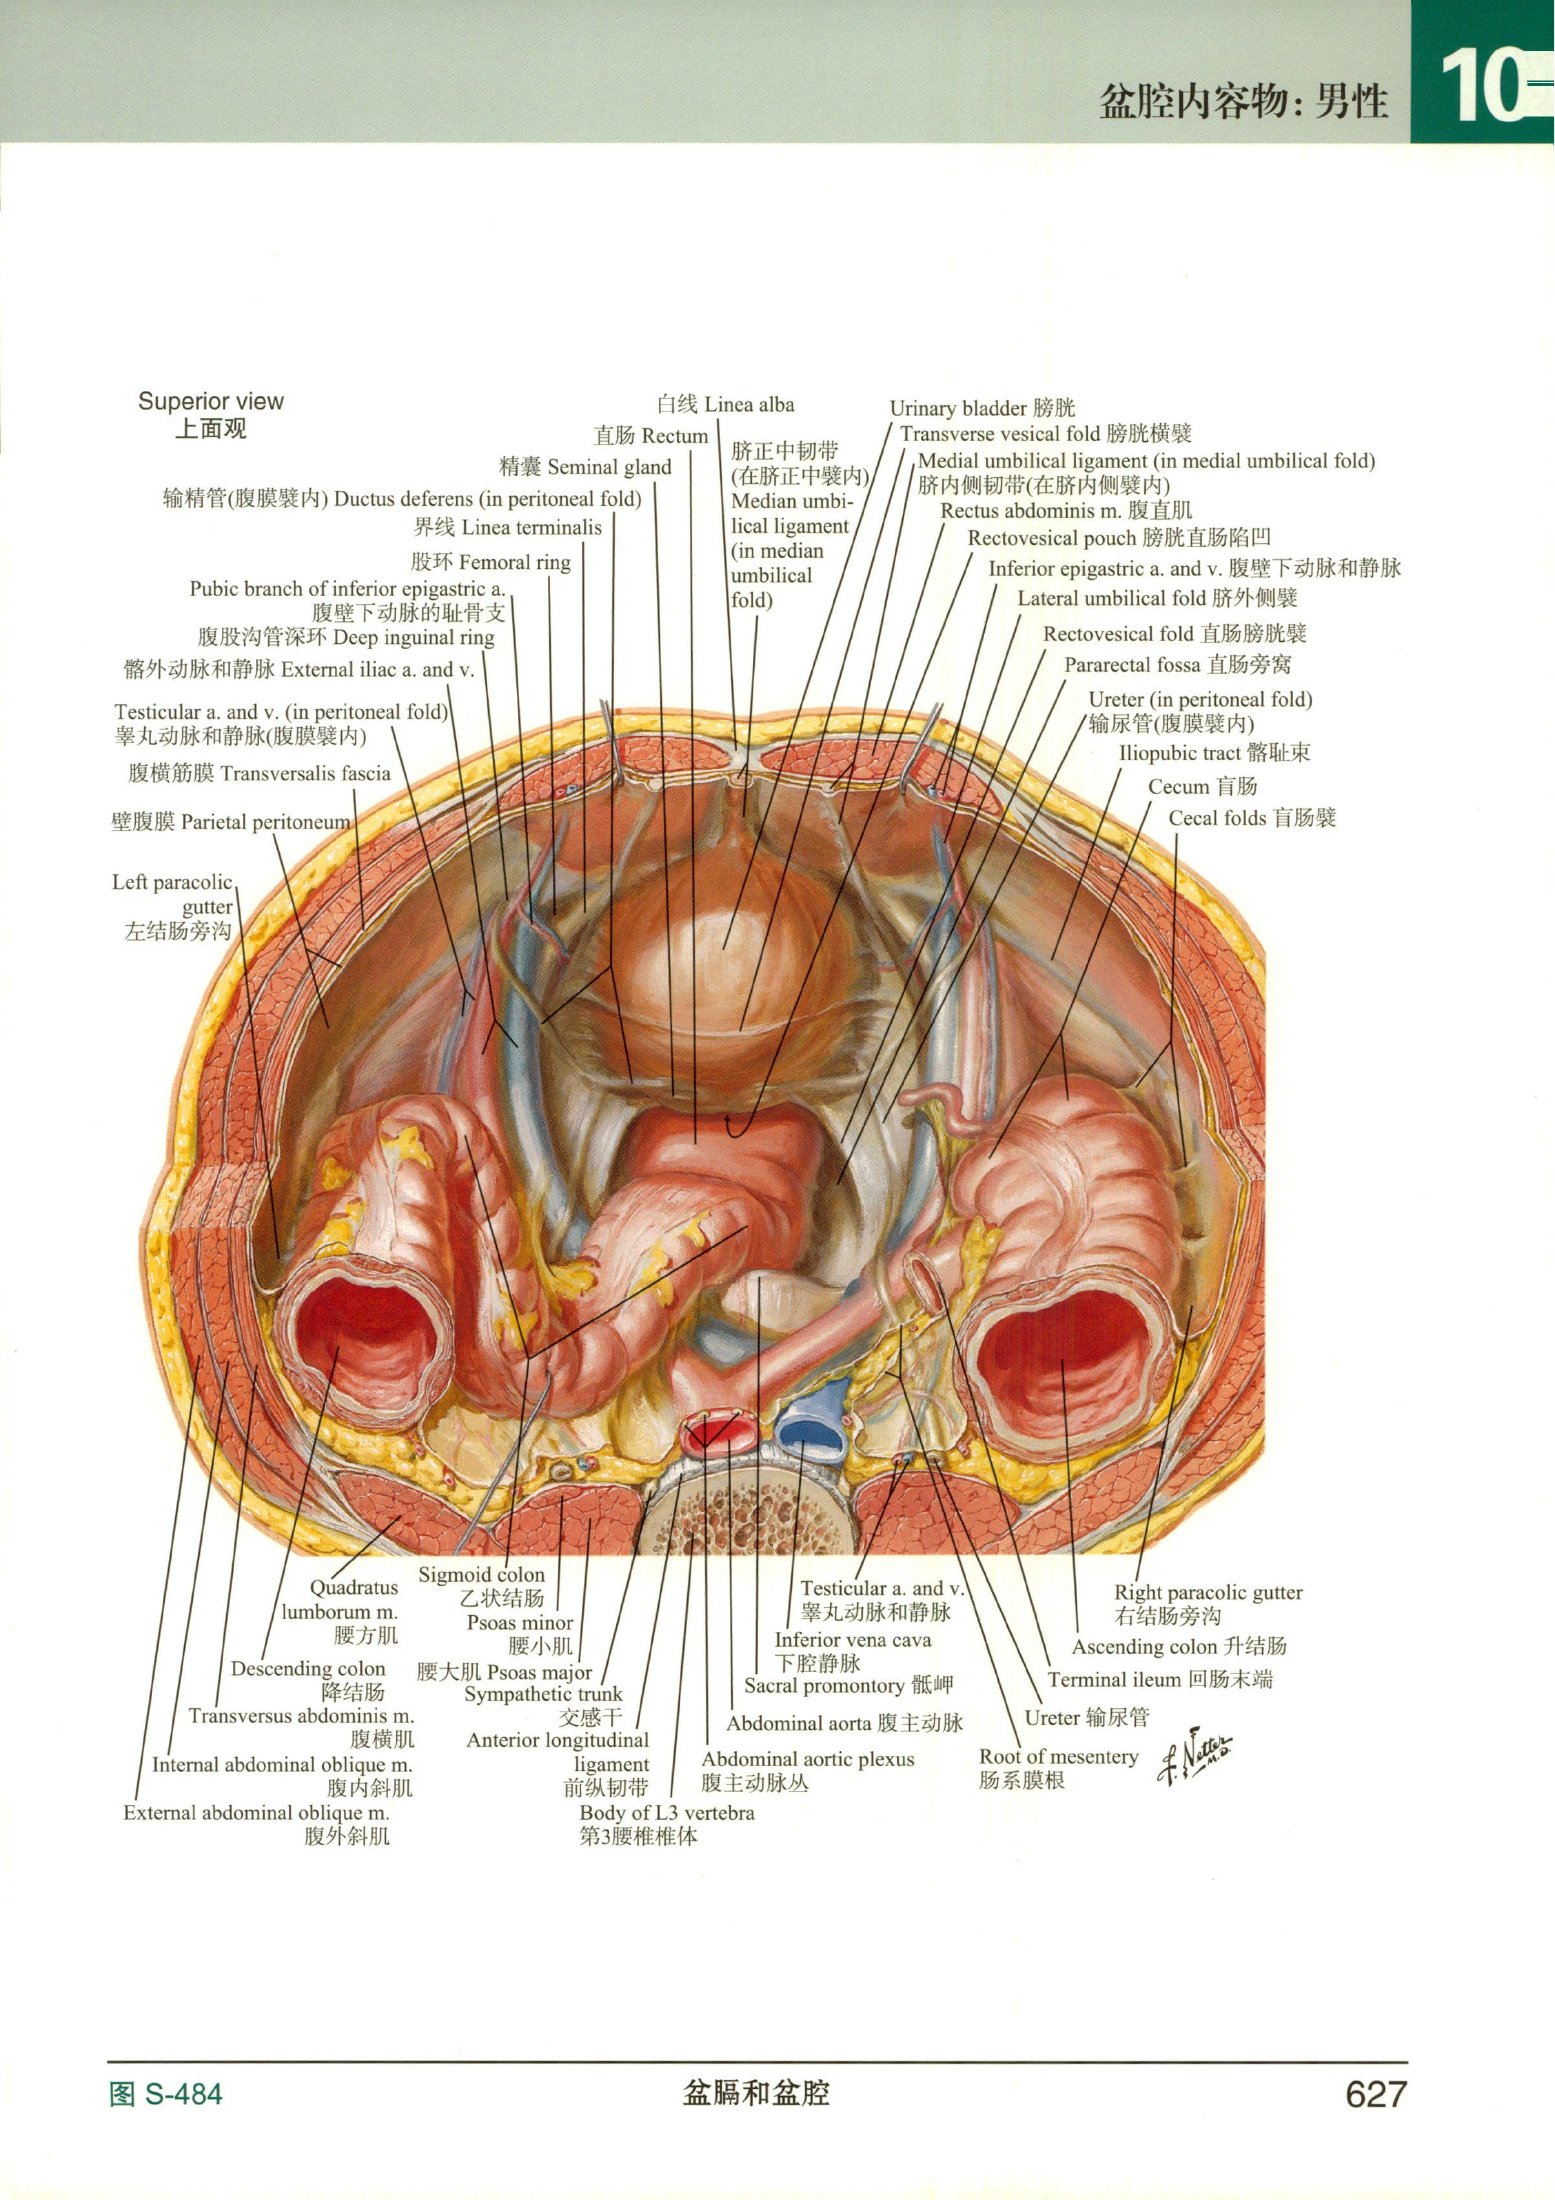 盆腔内容物: 男性
10
Superior view
上面观
白线 Linea alba
直肠 Rectum
精囊 Seminal gland
输精管(腹膜襞内) Ductus deferens (in peritoneal fold)
界线 Linea terminalis
股环 Femoral ring
Pubic branch of inferior epigastric a.
腹壁下动脉的耻骨支
腹股沟管深环 Deep inguinal ring
髂外动脉和静脉 External iliac a. and v.
Testicular a. and v. (in peritoneal fold)
睾丸动脉和静脉(腹膜襞内)
腹横筋膜 Transversalis fascia
壁腹膜 Parietal peritoneum
Left paracolic
gutter
左结肠旁沟
脐正中韧带
(在脐正中襞内)
Median umbi-
lical ligament
(in median
umbilical
fold)
Urinary bladder 膀胱
Transverse vesical fold 膀胱横襞
Medial umbilical ligament (in medial umbilical fold)
脐内侧韧带(在脐内侧襞内)
Rectus abdominis m. 腹直肌
Rectovesical pouch 膀胱直肠陷凹
Inferior epigastric a. and v. 腹壁下动脉和静脉
Lateral umbilical fold 脐外侧襞
Rectovesical fold 直肠膀胱襞
Pararectal fossa 直肠旁窝
Ureter (in peritoneal fold)
输尿管(腹膜襞内)
Iliopubic tract 髂耻束
Cecum 盲肠
Cecal folds 盲肠襞
Quadratus
lumborum m.
腰方肌
Descending colon
降结肠
Transversus abdominis m.
腹横肌
Internal abdominal oblique m.
腹内斜肌
External abdominal oblique m.
腹外斜肌
Sigmoid colon
乙状结肠
Psoas minor
腰小肌
腰大肌 Psoas major
Sympathetic trunk
交感干
Anterior longitudinal
ligament
前纵韧带
Body of L3 vertebra
第3腰椎椎体
Testicular a. and v.
睾丸动脉和静脉
Inferior vena cava
下腔静脉
Sacral promontory 骶岬
Abdominal aorta 腹主动脉
Abdominal aortic plexus
腹主动脉丛
Right paracolic gutter
右结肠旁沟
Ascending colon 升结肠
Terminal ileum 回肠末端
Ureter 输尿管
Root of mesentery
肠系膜根
F. Netter
M.D.
图 S-484
盆膈和盆腔
627